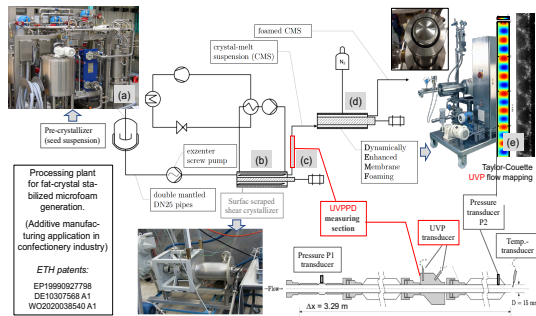 foamed CMS
crystal-melt
suspension (CMS)
N₂
(a)
(d)
Pre-crystallizer
(seed suspension)
(b)
(c)
(e)
exzenter
screw pump
Dynamically
Enhanced
Membrane
Foaming
Taylor-Couette
UVP flow mapping
double mantled
DN25 pipes
Surfac scraped
shear crystallizer
Processing plant
for fat-crystal sta-
bilized microfoam
generation.
(Additive manufac-
turing application in
confectionery industry)
ETH patents:
EP19990927798
DE10307568 A1
WO2020038540 A1
UVPPD
measuring
section
UVP
transducer
Pressure
transducer
P2
Temp.-
transducer
Pressure P1
transducer
Flow
Δx = 3.29 m
D = 15 mm